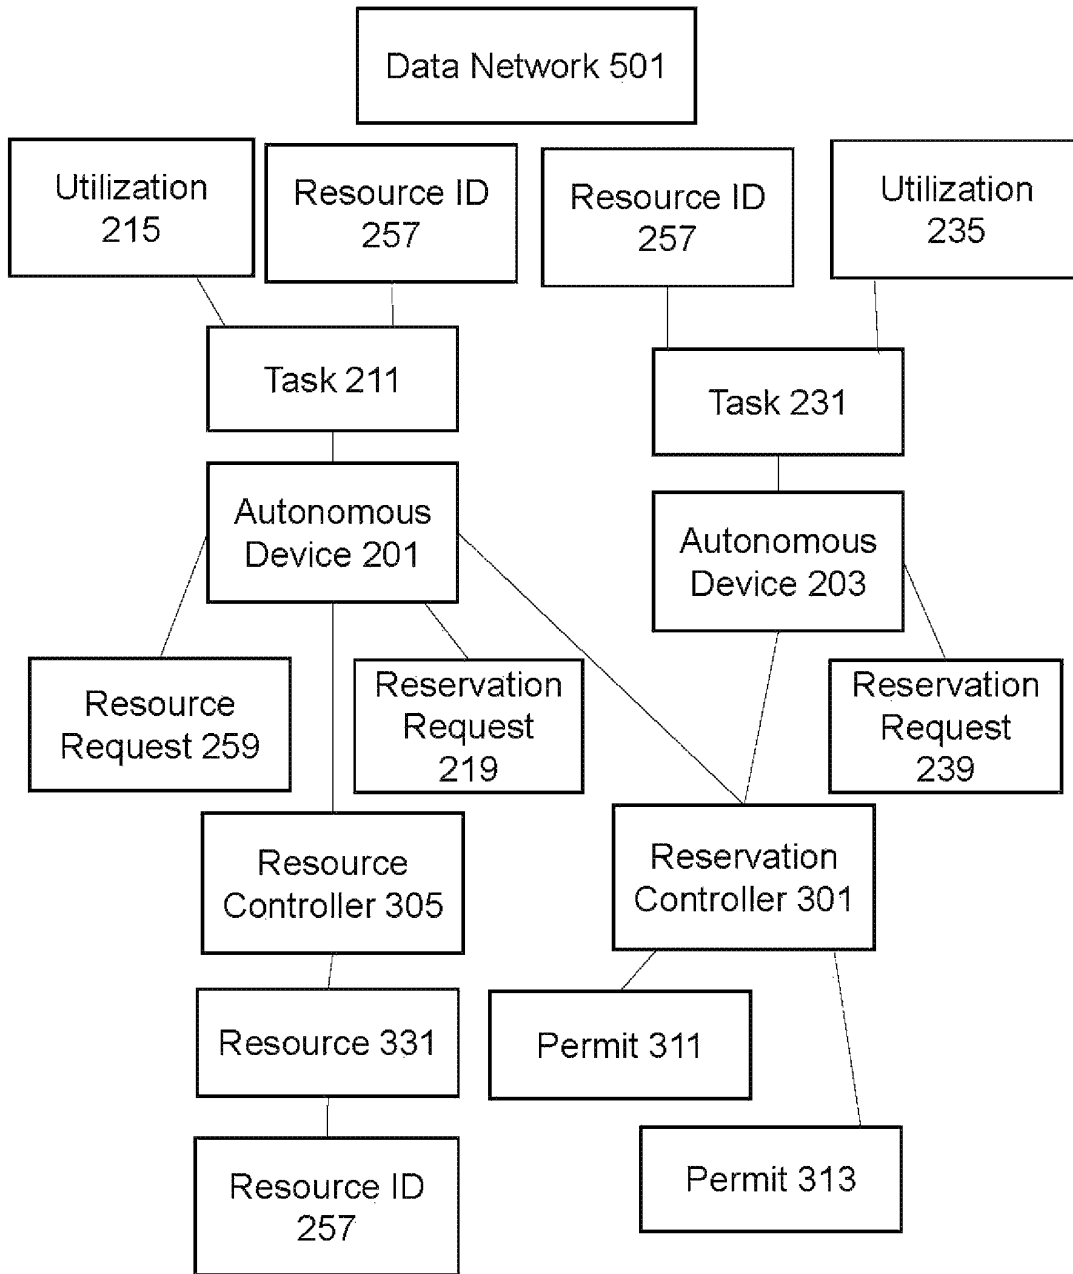 Data Network 501
Utilization
215
Resource ID
257
Resource ID
257
Utilization
235
Task 211
Task 231
Autonomous
Device 201
Autonomous
Device 203
Resource
Request 259
Reservation
Request
219
Reservation
Request
239
Resource
Controller 305
Reservation
Controller 301
Resource 331
Permit 311
Resource ID
257
Permit 313